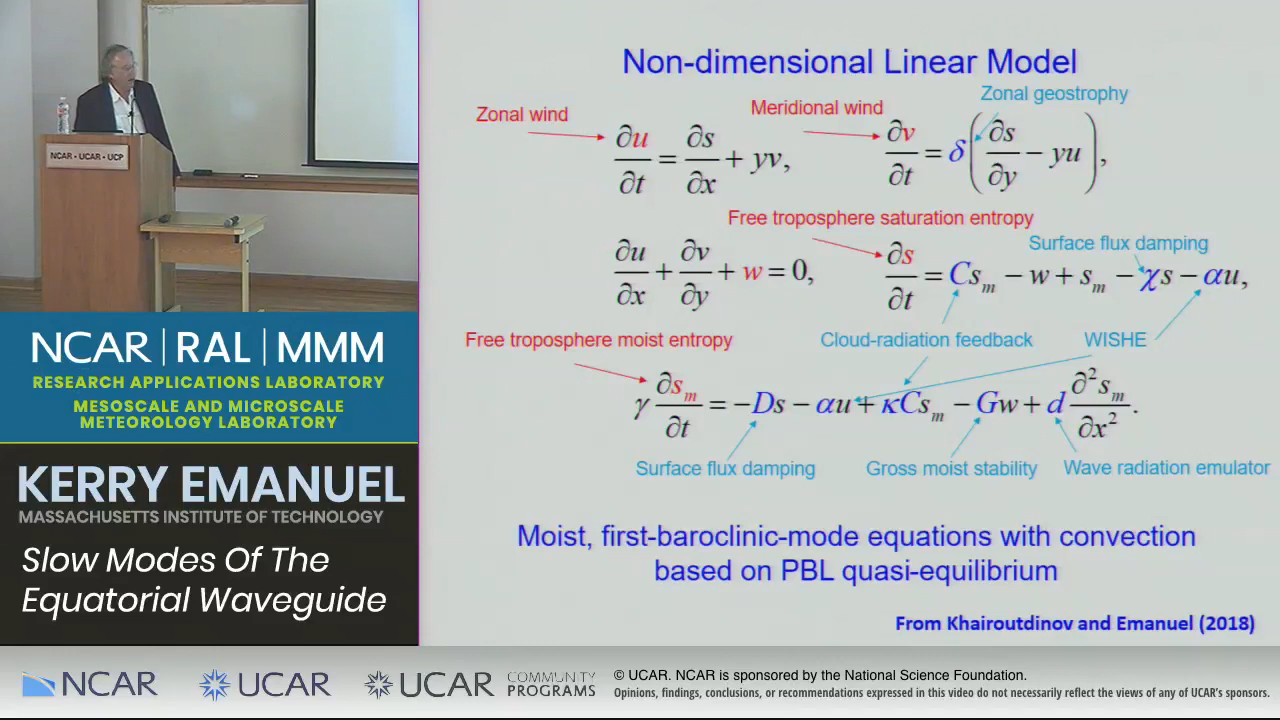 NCAR • UCAR • UCP
NCAR | RAL | MMM
RESEARCH APPLICATIONS LABORATORY
MESOSCALE AND MICROSCALE
METEOROLOGY LABORATORY
KERRY EMANUEL
MASSACHUSETTS INSTITUTE OF TECHNOLOGY
Slow Modes Of The
Equatorial Waveguide
Non-dimensional Linear Model
Zonal wind
Meridional wind
Zonal geostrophy
∂u/∂t = ∂s/∂x + yv,
∂v/∂t = δ(∂s/∂y − yu),
Free troposphere saturation entropy
Surface flux damping
∂u/∂x + ∂v/∂y + w = 0,
∂s/∂t = Cs_m − w + s_m − χs − αu,
Free troposphere moist entropy
Cloud-radiation feedback
WISHE
γ ∂s_m/∂t = −Ds − αu + κCs_m − Gw + d ∂²s_m/∂x².
Surface flux damping
Gross moist stability
Wave radiation emulator
Moist, first-baroclinic-mode equations with convection
based on PBL quasi-equilibrium
From Khairoutdinov and Emanuel (2018)
NCAR
UCAR
UCAR
COMMUNITY
PROGRAMS
© UCAR. NCAR is sponsored by the National Science Foundation.
Opinions, findings, conclusions, or recommendations expressed in this video do not necessarily reflect the views of any of UCAR's sponsors.